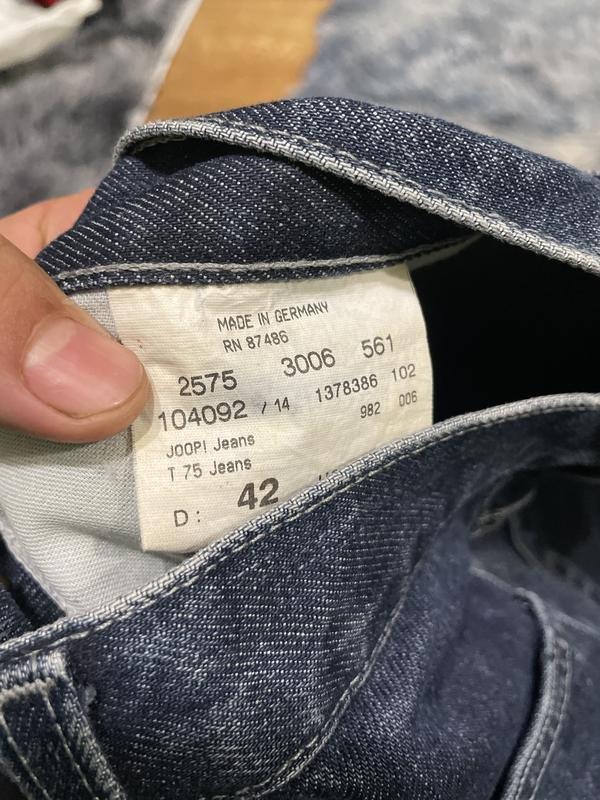 MADE IN GERMANY
RN 87486
2575 3006 561
104092 / 14 1378386 102
982 006
JOOP! Jeans
T 75 Jeans
D: 42